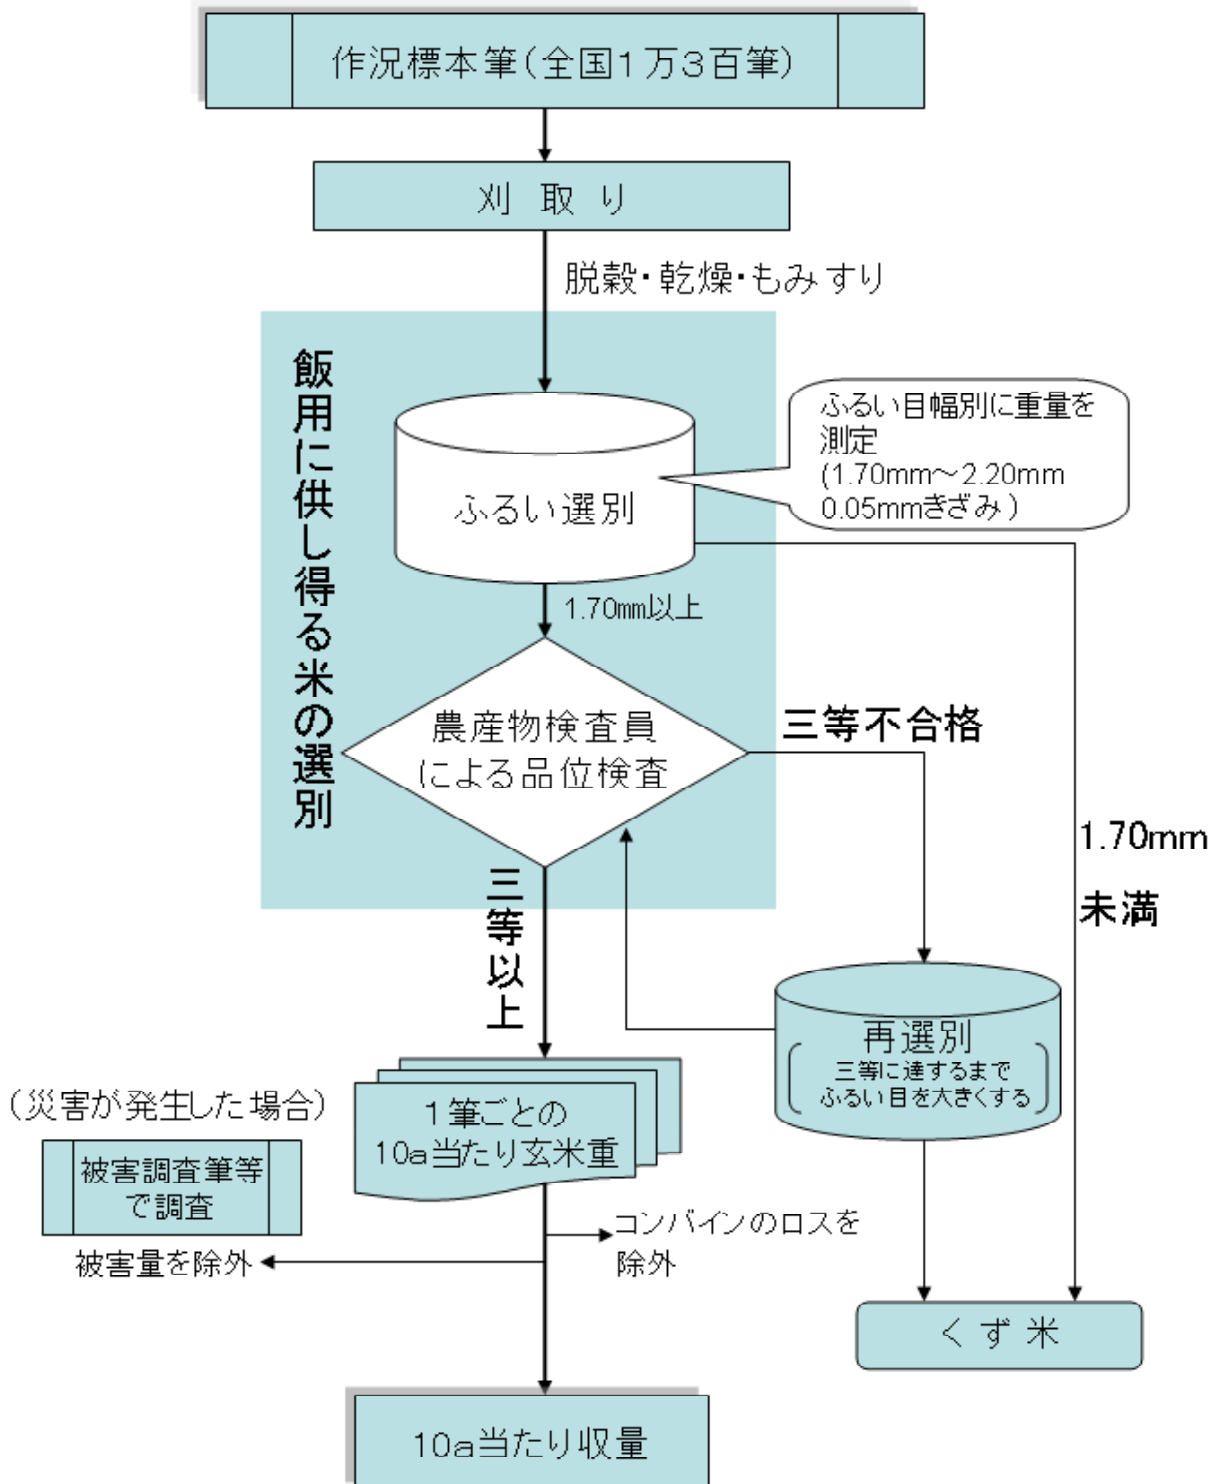 作況標本筆(全国1万3百筆)
刈取り
脱穀・乾燥・もみすり
飯用に供し得る米の選別
ふるい目幅別に重量を
測定
(1.70mm～2.20mm
0.05mmきざみ)
ふるい選別
1.70mm以上
農産物検査員
による品位検査
三等不合格
1.70mm
未満
三等以上
再選別
三等に達するまで
ふるい目を大きくする
(災害が発生した場合)
被害調査筆等
で調査
1筆ごとの
10a当たり玄米重
コンバインのロスを
除外
被害量を除外
くず米
10a当たり収量